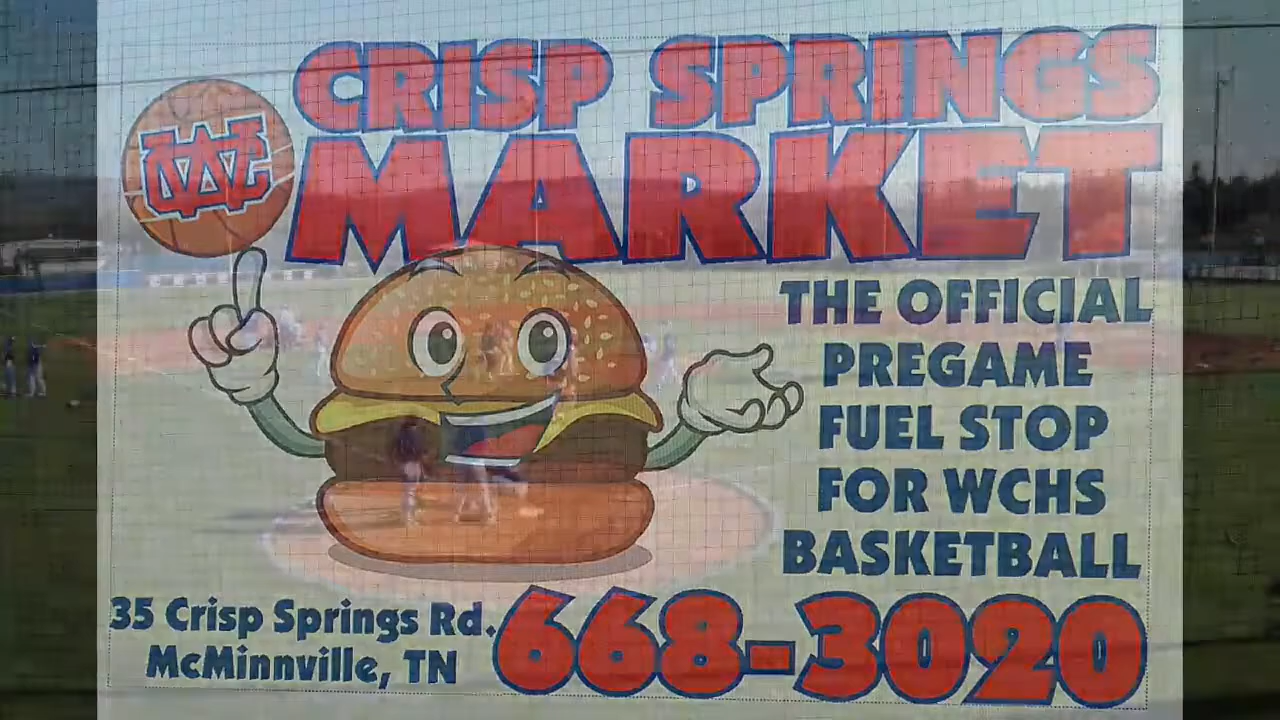 CRISP SPRINGS
MARKET
WC
THE OFFICIAL
PREGAME
FUEL STOP
FOR WCHS
BASKETBALL
35 Crisp Springs Rd.
McMinnville, TN
668-3020